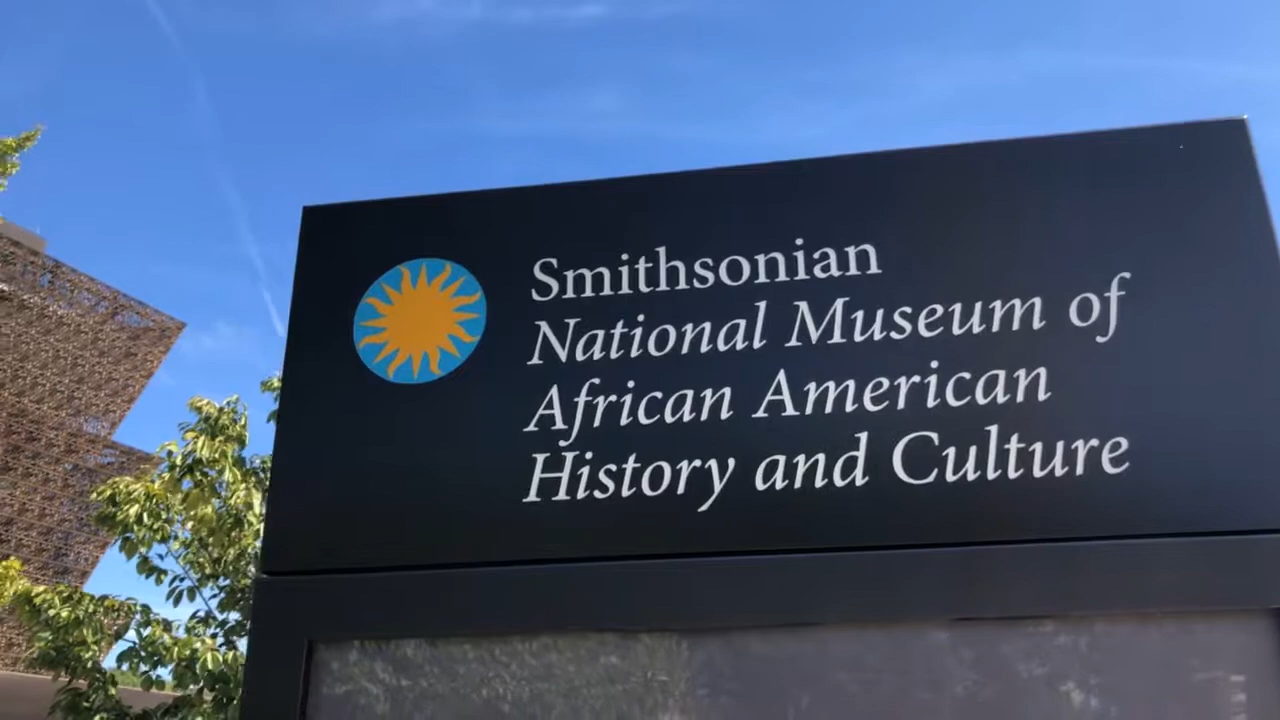 Smithsonian
National Museum of
African American
History and Culture